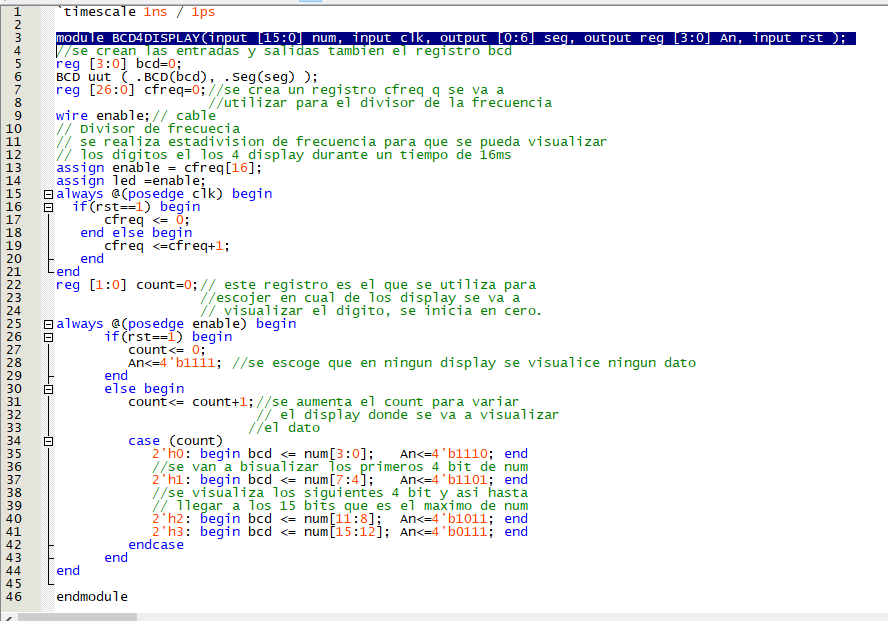 1 `timescale 1ns / 1ps
2
3 module BCD4DISPLAY(input [15:0] num, input clk, output [0:6] seg, output reg [3:0] An, input rst );
4 //se crean las entradas y salidas tambien el registro bcd
5 reg [3:0] bcd=0;
6 BCD uut ( .BCD(bcd), .Seg(seg) );
7 reg [26:0] cfreq=0;//se crea un registro cfreq q se va a
8 //utilizar para el divisor de la frecuencia
9 wire enable;// cable
10 // Divisor de frecuecia
11 // se realiza estadivision de frecuencia para que se pueda visualizar
12 // los digitos el los 4 display durante un tiempo de 16ms
13 assign enable = cfreq[16];
14 assign led =enable;
15 always @(posedge clk) begin
16 if(rst==1) begin
17 cfreq <= 0;
18 end else begin
19 cfreq <=cfreq+1;
20 end
21 end
22 reg [1:0] count=0;// este registro es el que se utiliza para
23 //escojer en cual de los display se va a
24 // visualizar el digito, se inicia en cero.
25 always @(posedge enable) begin
26 if(rst==1) begin
27 count<= 0;
28 An<=4'b1111; //se escoge que en ningun display se visualice ningun dato
29 end
30 else begin
31 count<= count+1;//se aumenta el count para variar
32 // el display donde se va a visualizar
33 //el dato
34 case (count)
35 2'h0: begin bcd <= num[3:0]; An<=4'b1110; end
36 //se van a bisualizar los primeros 4 bit de num
37 2'h1: begin bcd <= num[7:4]; An<=4'b1101; end
38 //se visualiza los siguientes 4 bit y asi hasta
39 // llegar a los 15 bits que es el maximo de num
40 2'h2: begin bcd <= num[11:8]; An<=4'b1011; end
41 2'h3: begin bcd <= num[15:12]; An<=4'b0111; end
42 endcase
43 end
44 end
45
46 endmodule